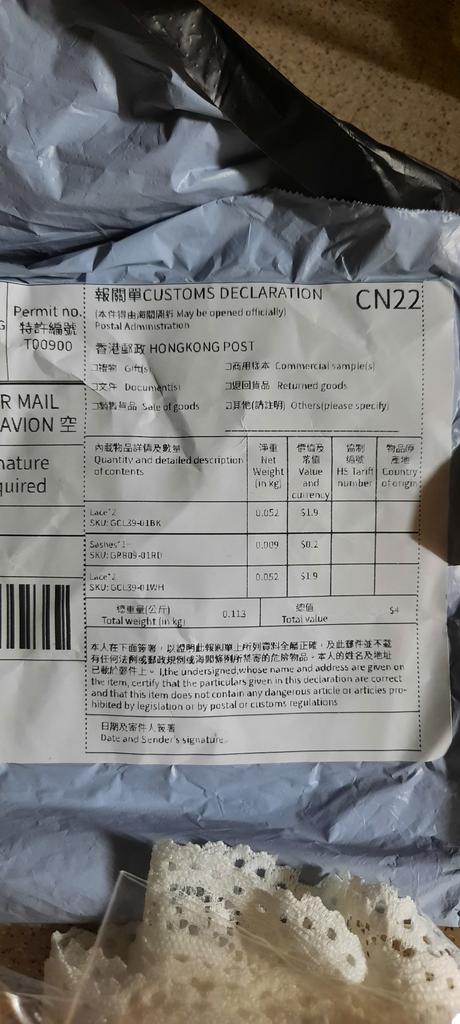 Permit no.
特許編號
T00900
R MAIL
AVION 空
nature
quired
報關單CUSTOMS DECLARATION CN22
(本件得由海關開拆 May be opened officially)
Postal Administration
香港郵政 HONGKONG POST
□禮物 Gift(s) □商用樣本 Commercial sample(s)
□文件 Document(s) □退回貨品 Returned goods
□銷售貨品 Sale of goods □其他(請註明) Others(please specify)
內載物品詳情及數量
Quantity and detailed description
of contents
淨重
Net
Weight
(in kg)
價值及
幣值
Value
and
currency
協制
編號
HS Tariff
number
物品原
產地
Country
of origin
Lace*2 0.052 $1.9
SKU: GCL39-01BK
Sashes*1 0.009 $0.2
SKU: GRB09-01RD
Lace*2 0.052 $1.9
SKU: GCL39-01WH
總重量(公斤) 0.113 總值 $4
Total weight (in kg) Total value
本人在下面簽署，以證明此報關單上所列資料全屬正確，及此郵件並不載
有任何法例或郵政規例或海關條例所禁寄的危險物品。本人的姓名及地址
已載於郵件上。 I,the undersigned,whose name and address are given on
the item, certify that the particulars given in this declaration are correct
and that this item does not contain any dangerous article or articles pro-
hibited by legislation or by postal or customs regulations
日期及寄件人簽署
Date and Sender's signature